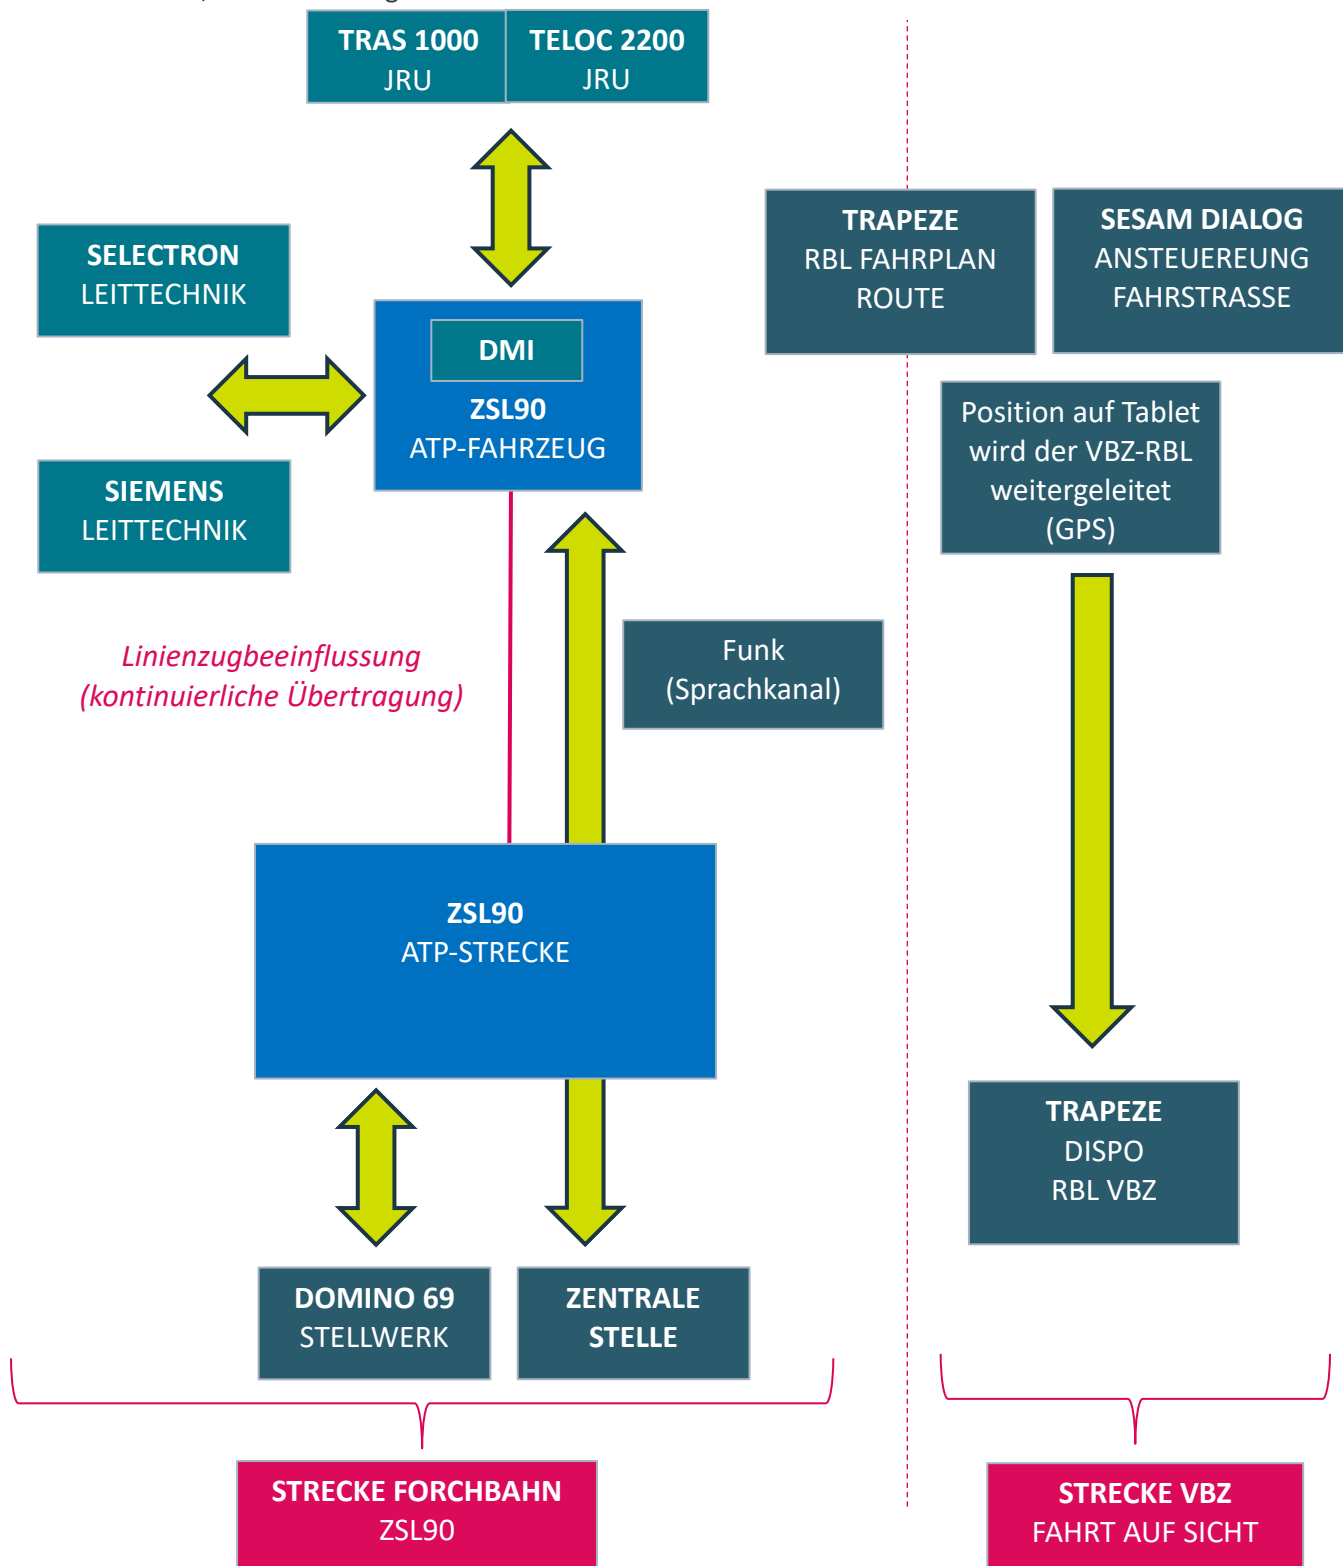 TRAS 1000
JRU
TELOC 2200
JRU
SELECTRON
LEITTECHNIK
TRAPEZE
RBL FAHRPLAN
ROUTE
SESAM DIALOG
ANSTEUEREUNG
FAHRSTRASSE
DMI
ZSL90
ATP-FAHRZEUG
SIEMENS
LEITTECHNIK
Position auf Tablet
wird der VBZ-RBL
weitergeleitet
(GPS)
Linienzugbeeinflussung
(kontinuierliche Übertragung)
Funk
(Sprachkanal)
ZSL90
ATP-STRECKE
TRAPEZE
DISPO
RBL VBZ
DOMINO 69
STELLWERK
ZENTRALE
STELLE
STRECKE FORCHBAHN
ZSL90
STRECKE VBZ
FAHRT AUF SICHT